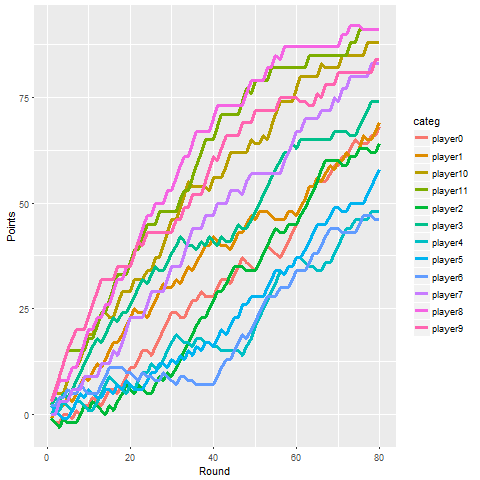 Points
75
50
25
0
0
20
40
60
80
Round
categ
player0
player1
player10
player11
player2
player3
player4
player5
player6
player7
player8
player9